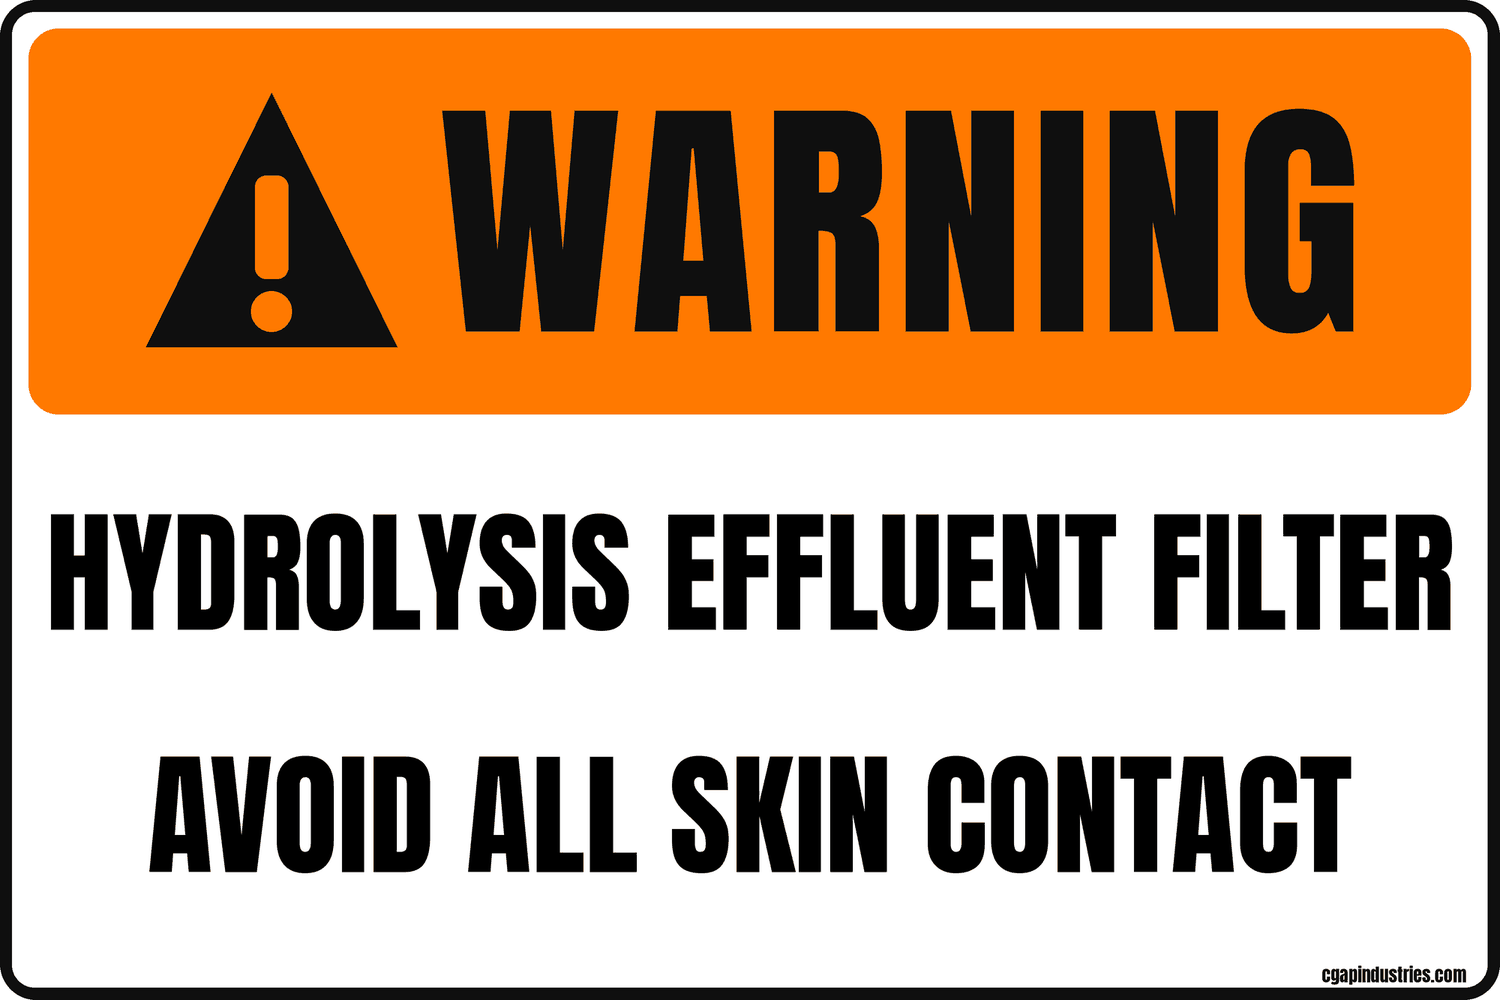 WARNING
HYDROLYSIS EFFLUENT FILTER
AVOID ALL SKIN CONTACT
cgapindustries.com